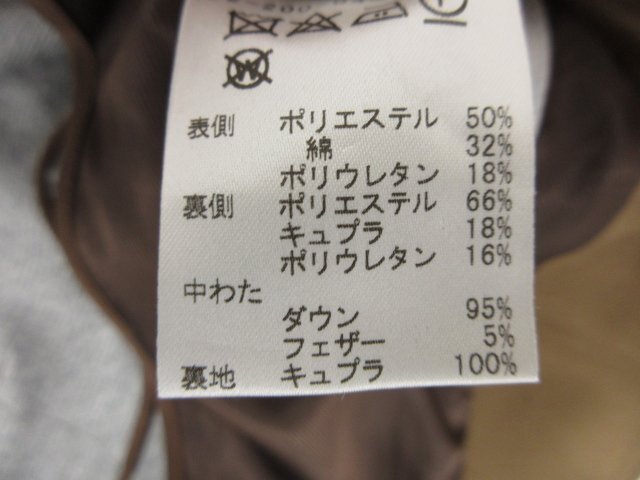 表側 ポリエステル 50%
綿 32%
ポリウレタン 18%
裏側 ポリエステル 66%
キュプラ 18%
ポリウレタン 16%
中わた
ダウン 95%
フェザー 5%
裏地 キュプラ 100%